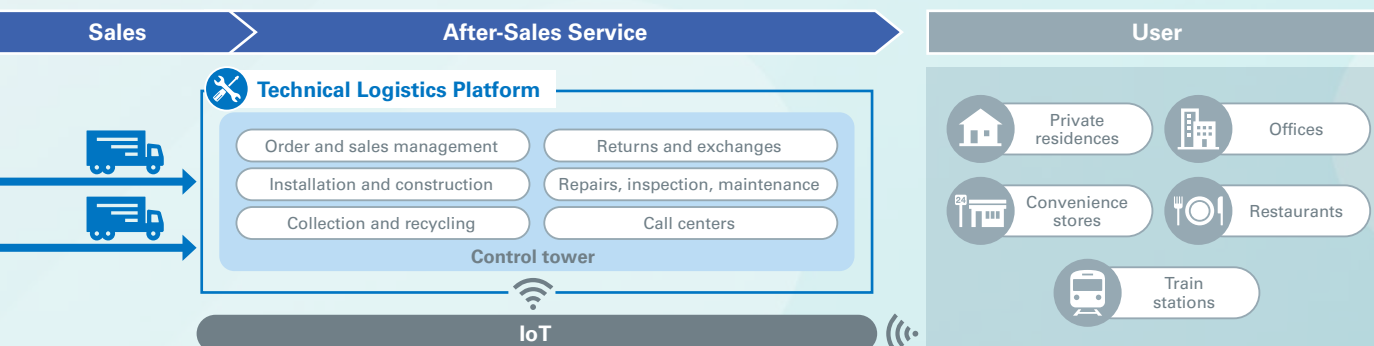 Sales
After-Sales Service
User
Technical Logistics Platform
Order and sales management
Returns and exchanges
Installation and construction
Repairs, inspection, maintenance
Collection and recycling
Call centers
Control tower
IoT
Private
residences
Offices
24
Convenience
stores
Restaurants
Train
stations